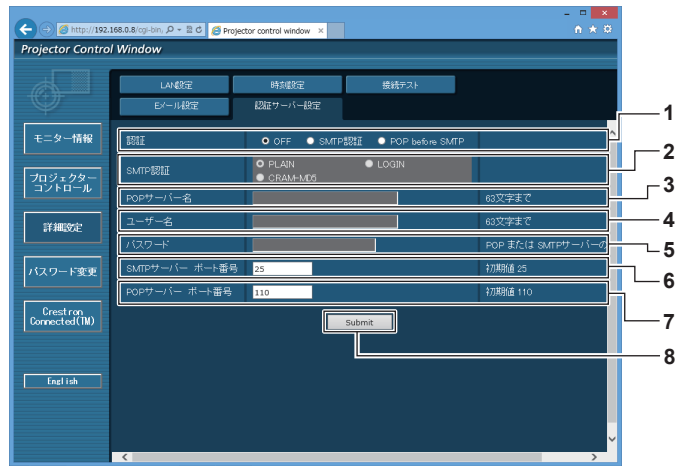 http://192.168.0.8/cgi-bin,
Projector control window
Projector Control Window
LAN設定
時刻設定
接続テスト
Eメール設定
認証サーバー設定
モニター情報
プロジェクター
コントロール
詳細設定
パスワード変更
Crestron
Connected(TM)
English
認証
OFF
SMTP認証
POP before SMTP
1
SMTP認証
PLAIN
LOGIN
CRAM-MD5
2
POPサーバー名
63文字まで
3
ユーザー名
63文字まで
4
パスワード
POP または SMTPサーバーの
5
SMTPサーバー ポート番号
25
初期値 25
6
POPサーバー ポート番号
110
初期値 110
7
Submit
8